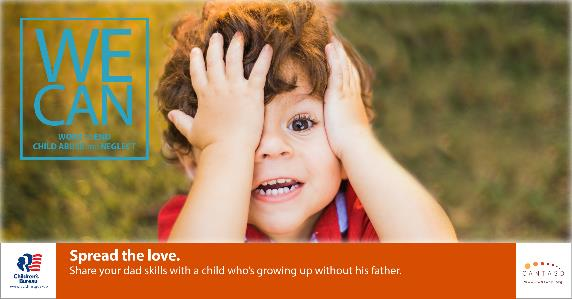 WE
CAN
WORK TO END
CHILD ABUSE AND NEGLECT
Spread the love.
Share your dad skills with a child who's growing up without his father.
Children's
Bureau
CANTASD